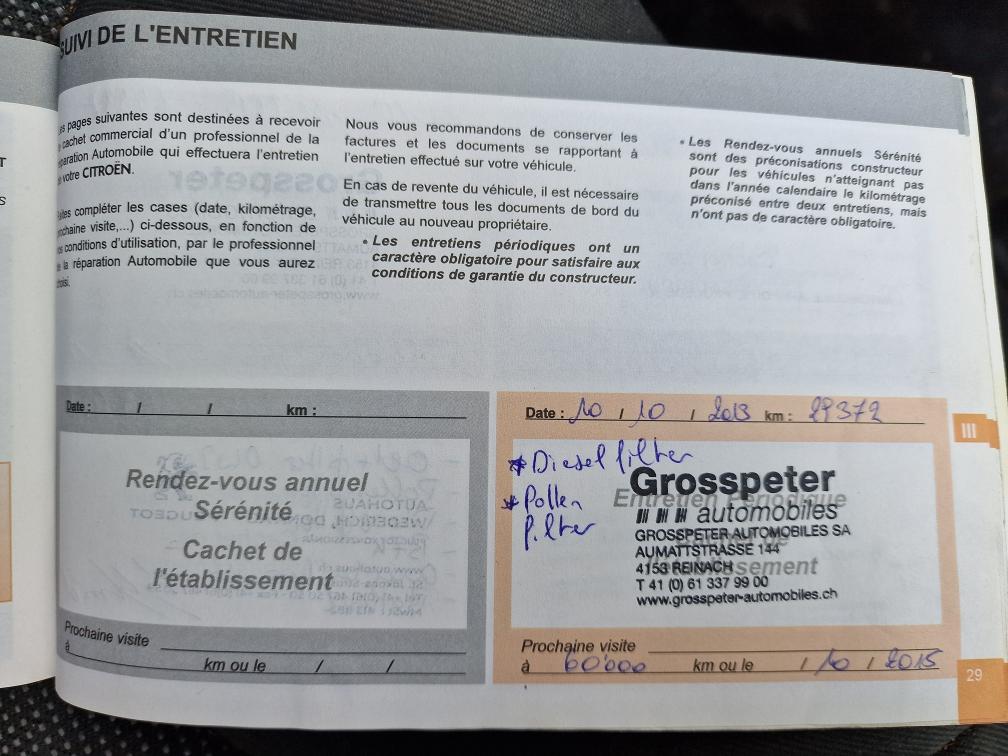 SUIVI DE L'ENTRETIEN
pages suivantes sont destinées à recevoir
cachet commercial d'un professionnel de la
paration Automobile qui effectuera l'entretien
votre CITROËN.
ites compléter les cases (date, kilométrage,
ochaine visite,...) ci-dessous, en fonction de
conditions d'utilisation, par le professionnel
la réparation Automobile que vous aurez
Nous vous recommandons de conserver les
factures et les documents se rapportant à
l'entretien effectué sur votre véhicule.
En cas de revente du véhicule, il est nécessaire
de transmettre tous les documents de bord du
véhicule au nouveau propriétaire.
• Les entretiens périodiques ont un
caractère obligatoire pour satisfaire aux
conditions de garantie du constructeur.
• Les Rendez-vous annuels Sérénité
sont des préconisations constructeur
pour les véhicules n'atteignant pas
dans l'année calendaire le kilométrage
préconisé entre deux entretiens, mais
n'ont pas de caractère obligatoire.
Date : / / km :
Rendez-vous annuel
Sérénité
Cachet de
l'établissement
Prochaine visite
à km ou le / /
Date : 10 / 10 / 2013 km : 29372
* Diesel filter
* Pollen
filter
Entretien Périodique
Grosspeter
automobiles
GROSSPETER AUTOMOBILES SA
AUMATTSTRASSE 144
4153 REINACH
T 41 (0) 61 337 99 00
www.grosspeter-automobiles.ch
Prochaine visite
à 60'000 km ou le / 10 / 2015
III
29